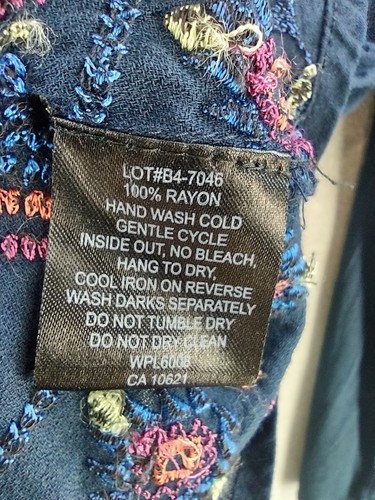 LOT#B4-7046
100% RAYON
HAND WASH COLD
GENTLE CYCLE
INSIDE OUT, NO BLEACH,
HANG TO DRY,
COOL IRON ON REVERSE
WASH DARKS SEPARATELY
DO NOT TUMBLE DRY
DO NOT DRY CLEAN
WPL6008
CA 10621